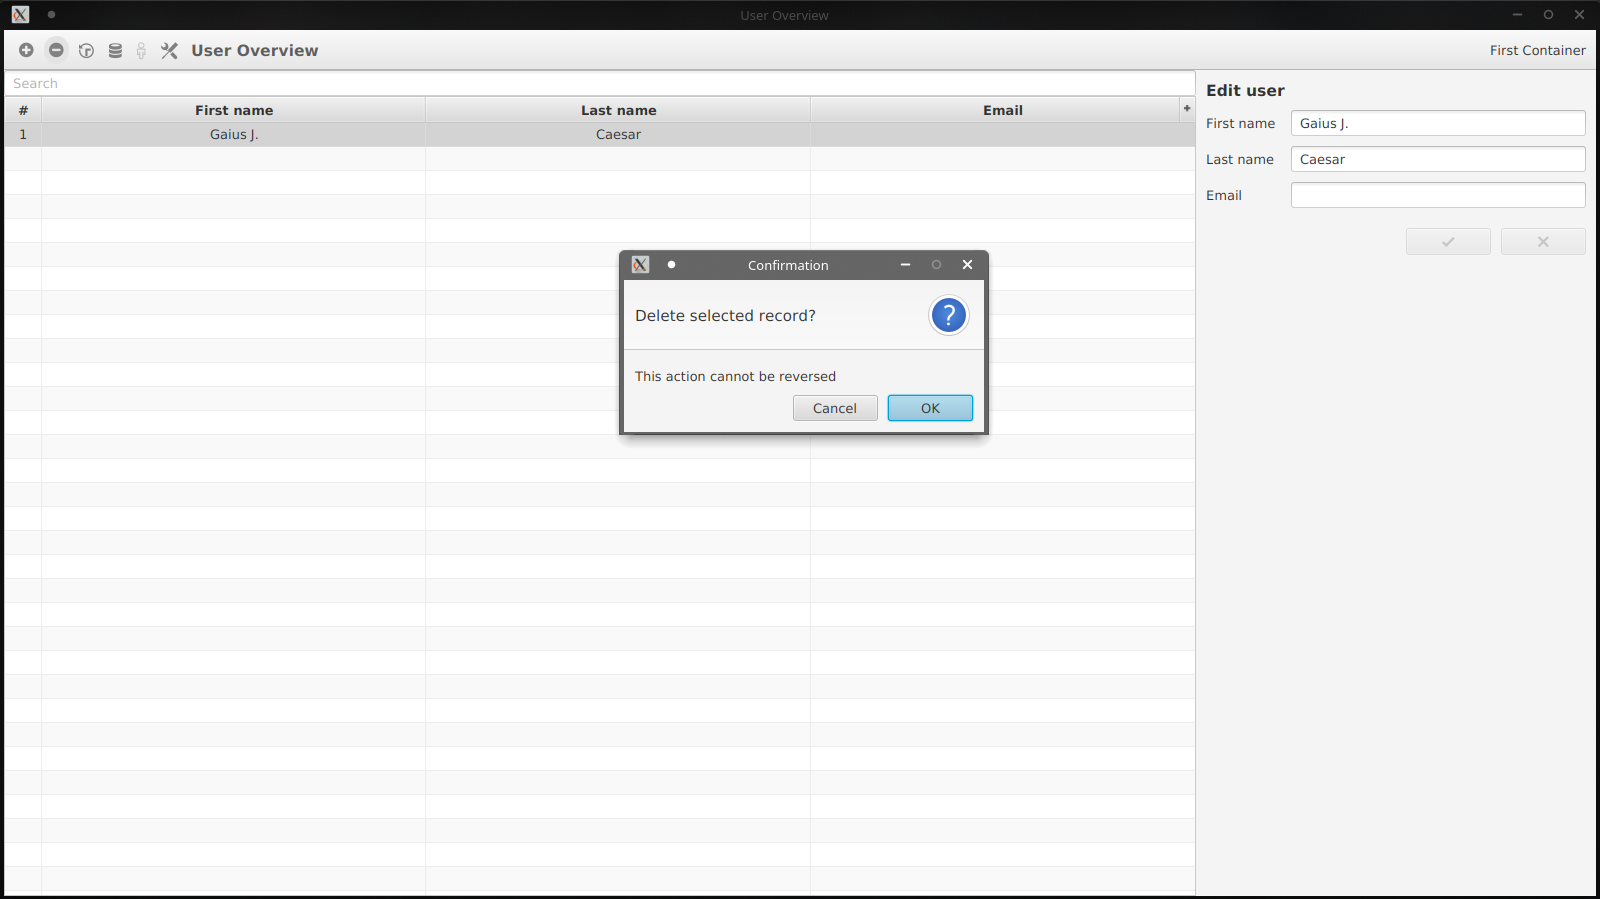 User Overview
User Overview
First Container
Search
# First name Last name Email +
1 Gaius J. Caesar
Edit user
First name Gaius J.
Last name Caesar
Email
Confirmation
Delete selected record?
?
This action cannot be reversed
Cancel OK